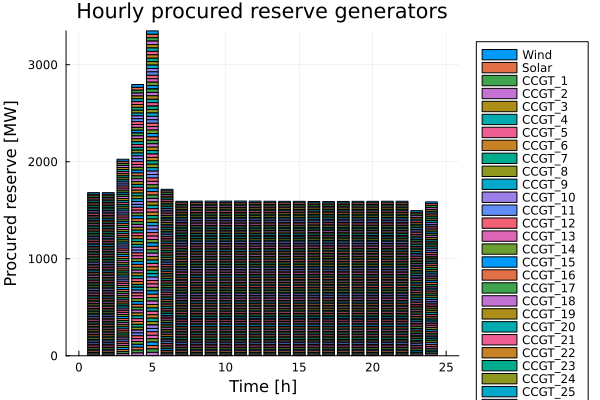 Hourly procured reserve generators
Procured reserve [MW]
3000
2000
1000
0
0 5 10 15 20 25
Time [h]
Wind
Solar
CCGT_1
CCGT_2
CCGT_3
CCGT_4
CCGT_5
CCGT_6
CCGT_7
CCGT_8
CCGT_9
CCGT_10
CCGT_11
CCGT_12
CCGT_13
CCGT_14
CCGT_15
CCGT_16
CCGT_17
CCGT_18
CCGT_19
CCGT_20
CCGT_21
CCGT_22
CCGT_23
CCGT_24
CCGT_25